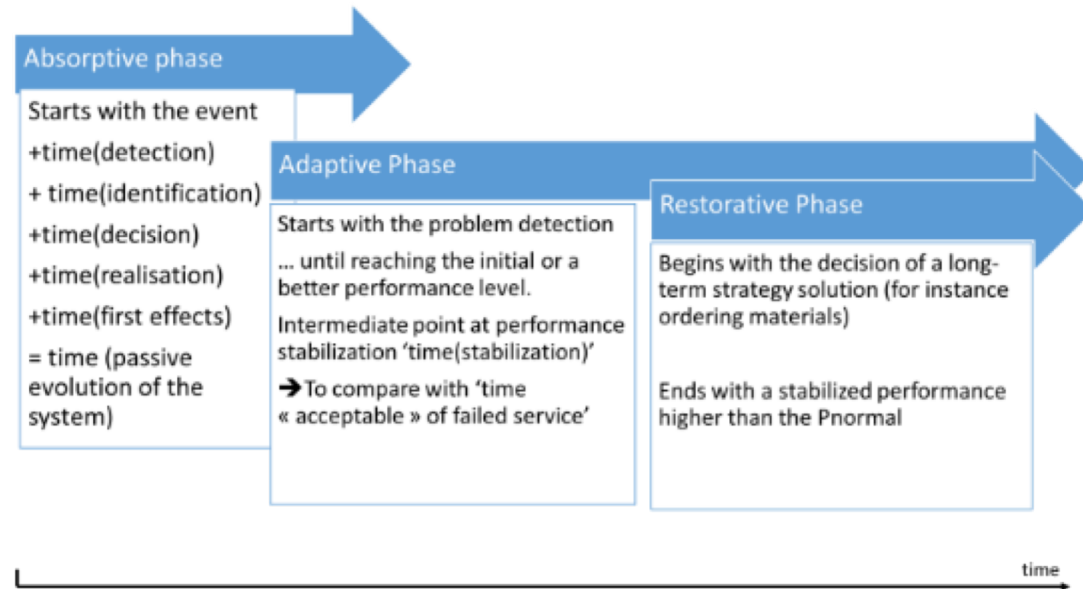 Absorptive phase
Starts with the event
+time(detection)
+ time(identification)
+time(decision)
+time(realisation)
+time(first effects)
= time (passive
evolution of the
system)
Adaptive Phase
Starts with the problem detection
... until reaching the initial or a
better performance level.
Intermediate point at performance
stabilization ‘time(stabilization)’
➔ To compare with ‘time
« acceptable » of failed service’
Restorative Phase
Begins with the decision of a long-
term strategy solution (for instance
ordering materials)
Ends with a stabilized performance
higher than the Pnormal
time